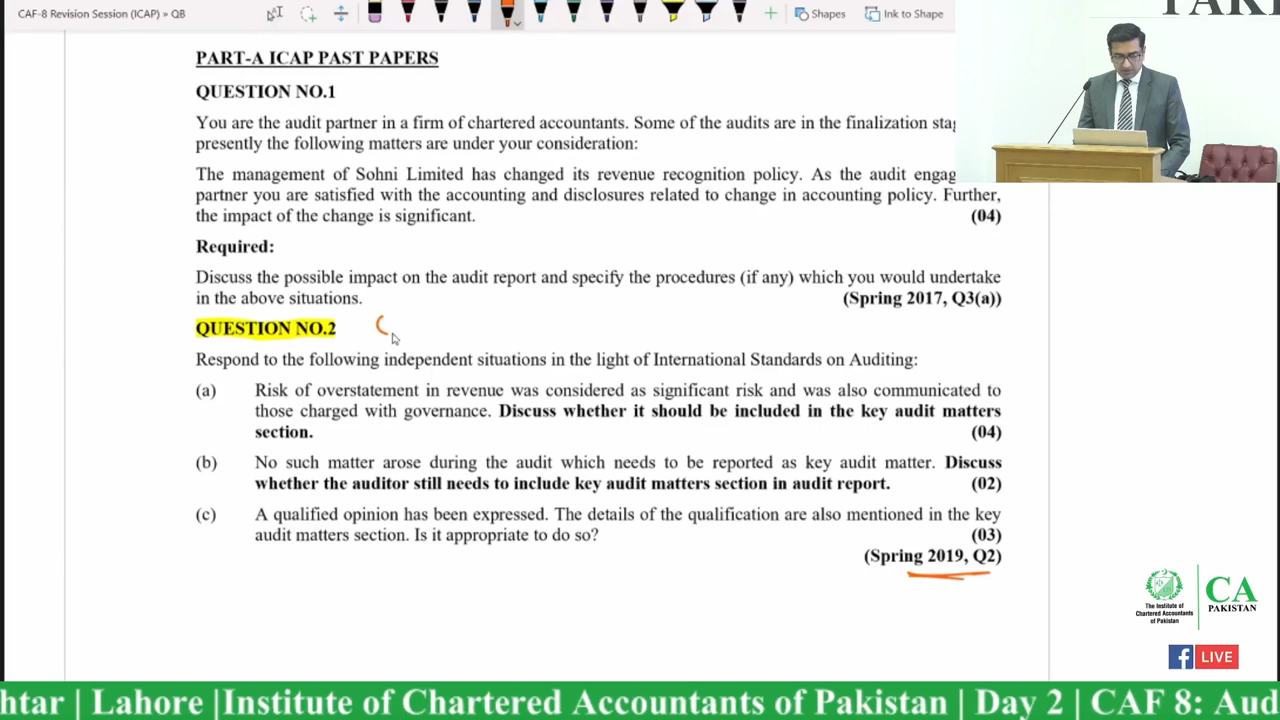 CAF-8 Revision Session (ICAP) » QB
Shapes
Ink to Shape
PART-A ICAP PAST PAPERS
QUESTION NO.1
You are the audit partner in a firm of chartered accountants. Some of the audits are in the finalization
presently the following matters are under your consideration:
The management of Sohni Limited has changed its revenue recognition policy. As the audit
partner you are satisfied with the accounting and disclosures related to change in accounting policy. Further,
the impact of the change is significant. (04)
Required:
Discuss the possible impact on the audit report and specify the procedures (if any) which you would undertake
in the above situations. (Spring 2017, Q3(a))
QUESTION NO.2
Respond to the following independent situations in the light of International Standards on Auditing:
(a) Risk of overstatement in revenue was considered as significant risk and was also communicated to
those charged with governance. Discuss whether it should be included in the key audit matters
section. (04)
(b) No such matter arose during the audit which needs to be reported as key audit matter. Discuss
whether the auditor still needs to include key audit matters section in audit report. (02)
(c) A qualified opinion has been expressed. The details of the qualification are also mentioned in the key
audit matters section. Is it appropriate to do so? (03)
(Spring 2019, Q2)
The Institute of
Chartered Accountants
of Pakistan
CA
PAKISTAN
f LIVE
htar | Lahore |Institute of Chartered Accountants of Pakistan | Day 2 | CAF 8: Aud